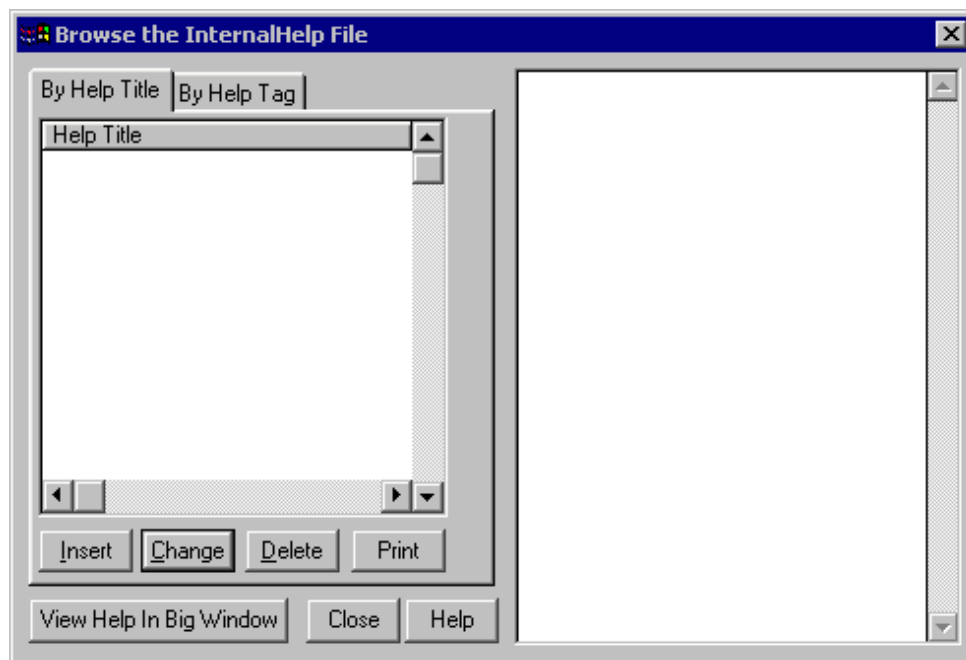 Browse the InternalHelp File
By Help Title By Help Tag
Help Title
Insert Change Delete Print
View Help In Big Window Close Help